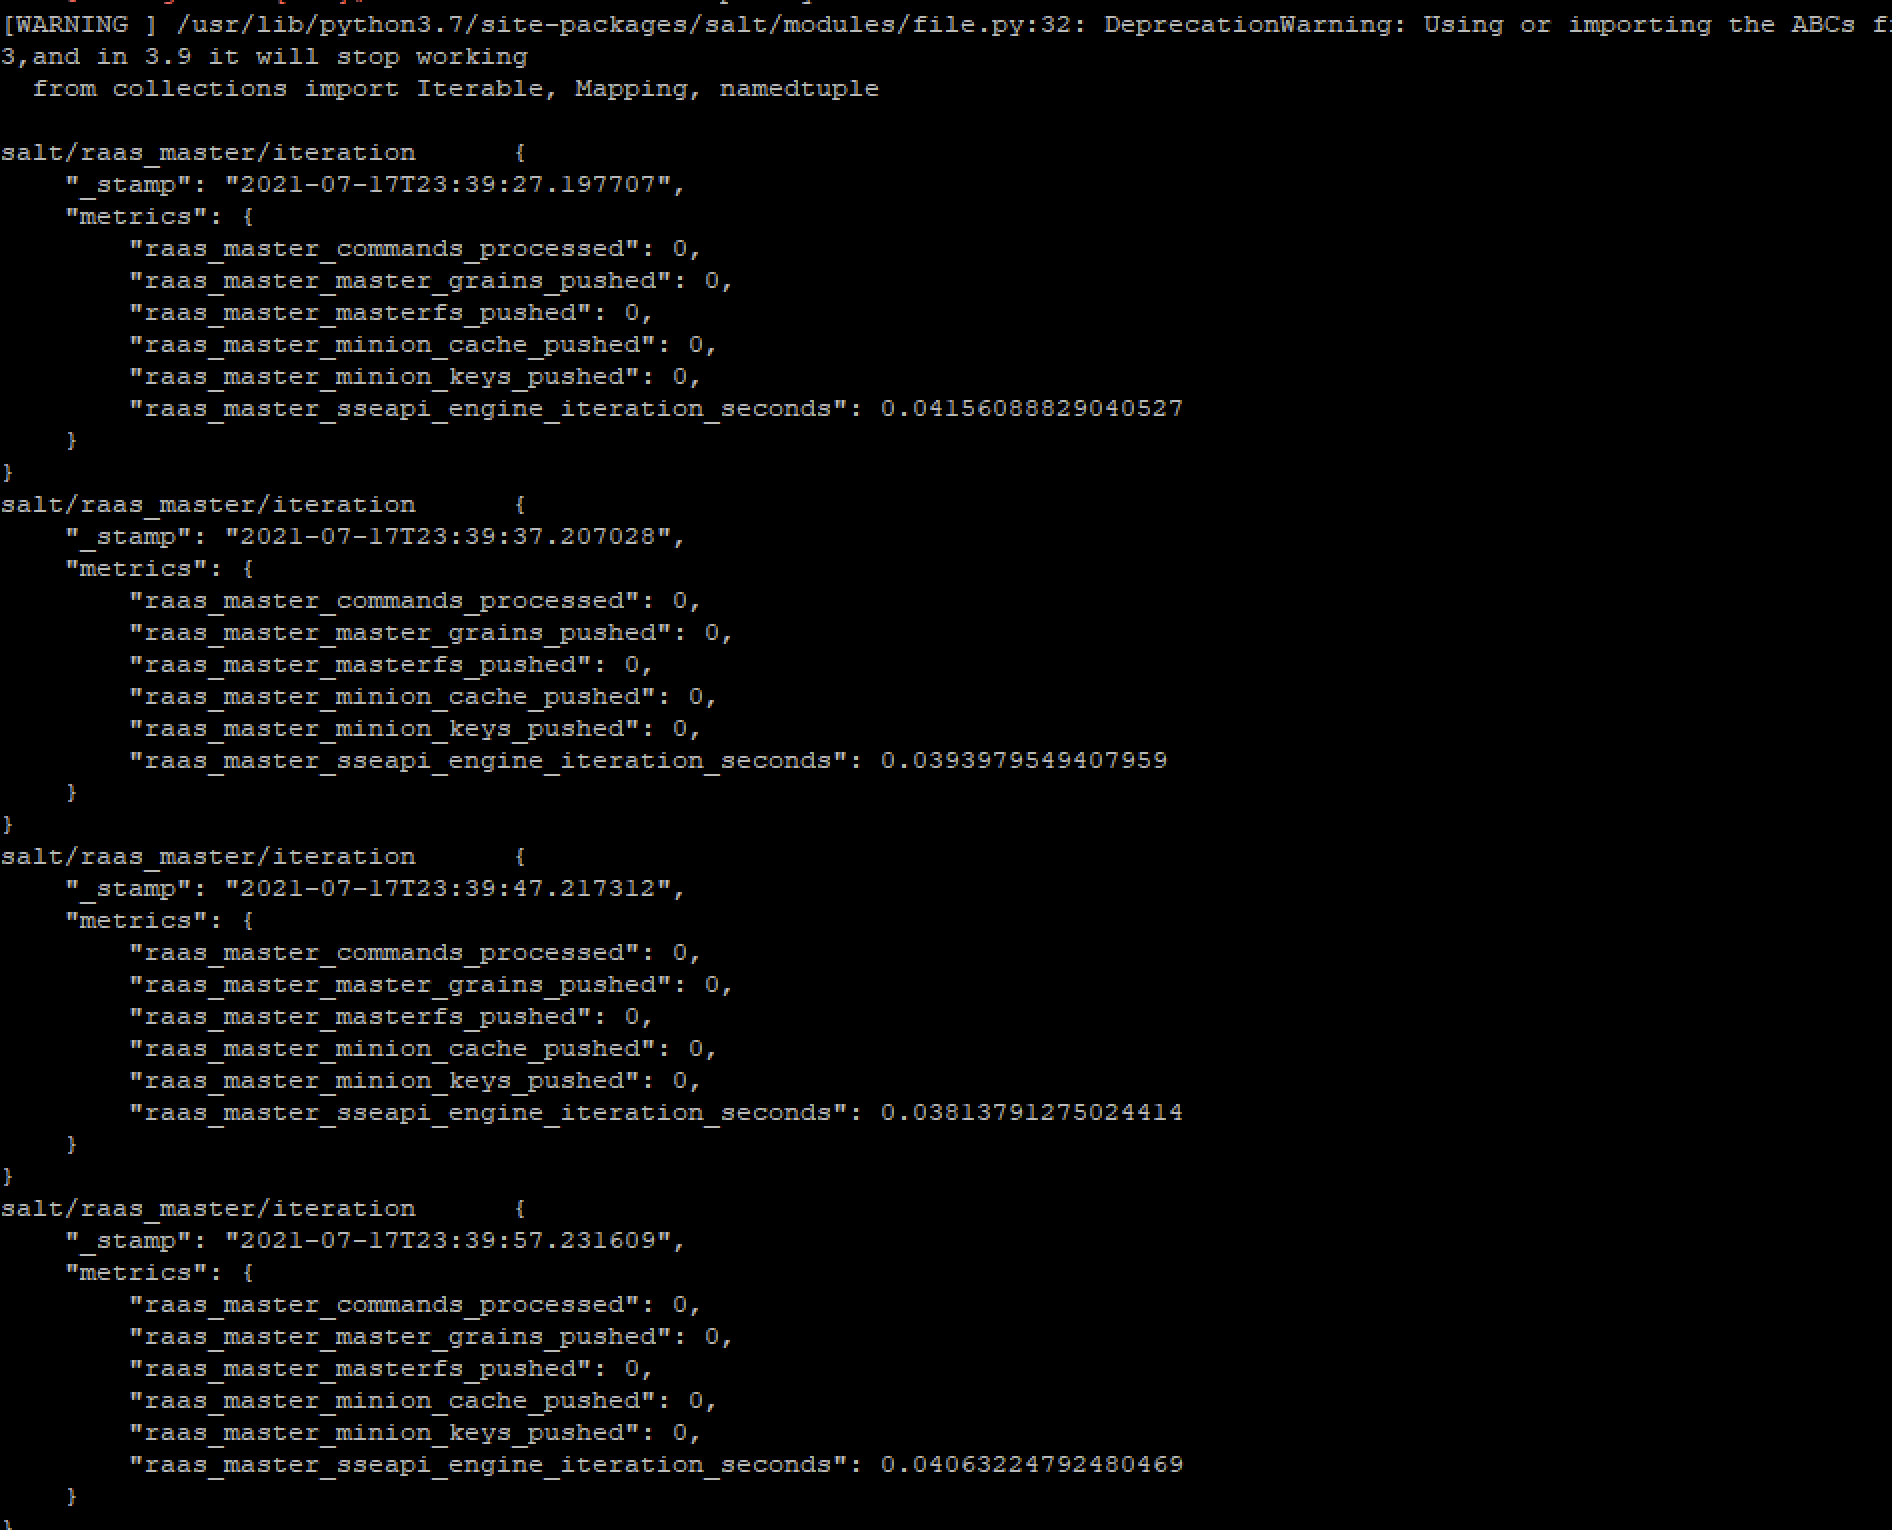 [WARNING ] /usr/lib/python3.7/site-packages/salt/modules/file.py:32: DeprecationWarning: Using or importing the ABCs
3,and in 3.9 it will stop working
  from collections import Iterable, Mapping, namedtuple

salt/raas_master/iteration      {
    "_stamp": "2021-07-17T23:39:27.197707",
    "metrics": {
        "raas_master_commands_processed": 0,
        "raas_master_master_grains_pushed": 0,
        "raas_master_masterfs_pushed": 0,
        "raas_master_minion_cache_pushed": 0,
        "raas_master_minion_keys_pushed": 0,
        "raas_master_sseapi_engine_iteration_seconds": 0.04156088829040527
    }
}
salt/raas_master/iteration      {
    "_stamp": "2021-07-17T23:39:37.207028",
    "metrics": {
        "raas_master_commands_processed": 0,
        "raas_master_master_grains_pushed": 0,
        "raas_master_masterfs_pushed": 0,
        "raas_master_minion_cache_pushed": 0,
        "raas_master_minion_keys_pushed": 0,
        "raas_master_sseapi_engine_iteration_seconds": 0.0393979549407959
    }
}
salt/raas_master/iteration      {
    "_stamp": "2021-07-17T23:39:47.217312",
    "metrics": {
        "raas_master_commands_processed": 0,
        "raas_master_master_grains_pushed": 0,
        "raas_master_masterfs_pushed": 0,
        "raas_master_minion_cache_pushed": 0,
        "raas_master_minion_keys_pushed": 0,
        "raas_master_sseapi_engine_iteration_seconds": 0.03813791275024414
    }
}
salt/raas_master/iteration      {
    "_stamp": "2021-07-17T23:39:57.231609",
    "metrics": {
        "raas_master_commands_processed": 0,
        "raas_master_master_grains_pushed": 0,
        "raas_master_masterfs_pushed": 0,
        "raas_master_minion_cache_pushed": 0,
        "raas_master_minion_keys_pushed": 0,
        "raas_master_sseapi_engine_iteration_seconds": 0.04063224792480469
    }
}